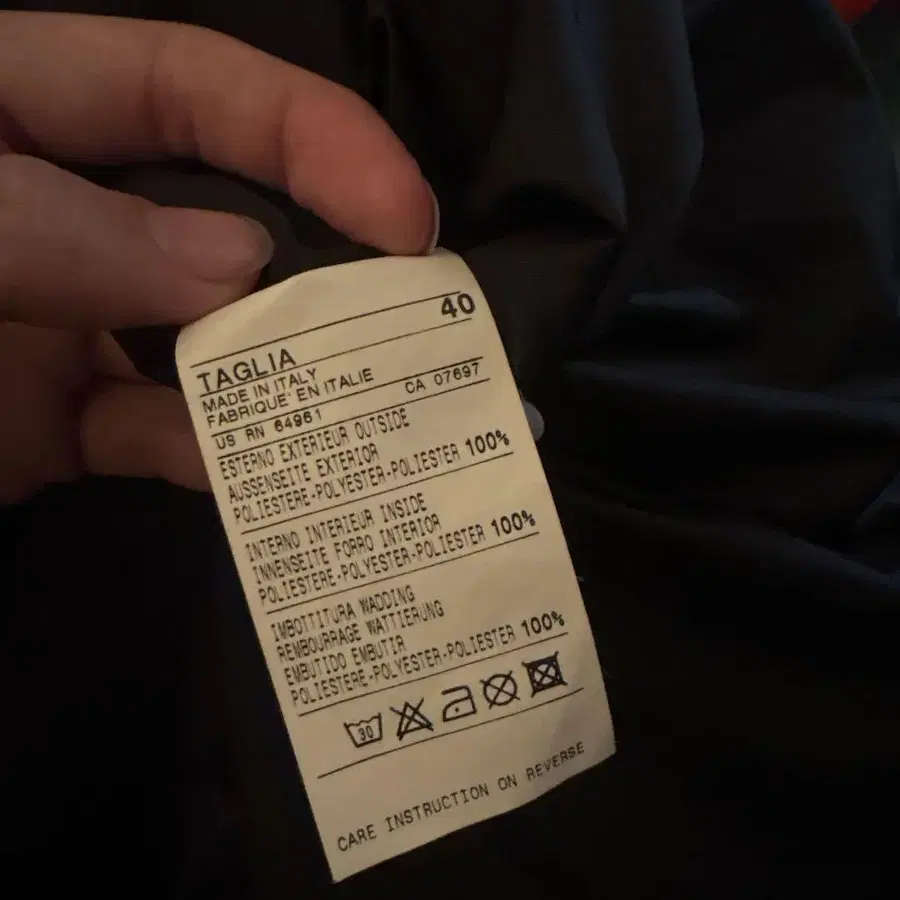 40
TAGLIA
MADE IN ITALY
FABRIQUE' EN ITALIE
US RN 64961 CA 07697
ESTERNO EXTERIEUR OUTSIDE
AUSSENSEITE EXTERIOR
POLIESTERE-POLYESTER-POLIESTER 100%
INTERNO INTERIEUR INSIDE
INNENSEITE FORRO INTERIOR
POLIESTERE-POLYESTER-POLIESTER 100%
IMBOTTITURA WADDING
REMBOURRAGE WATTIERUNG
EMBUTIDO EMBUTIR
POLIESTERE-POLYESTER-POLIESTER 100%
30
CARE INSTRUCTION ON REVERSE